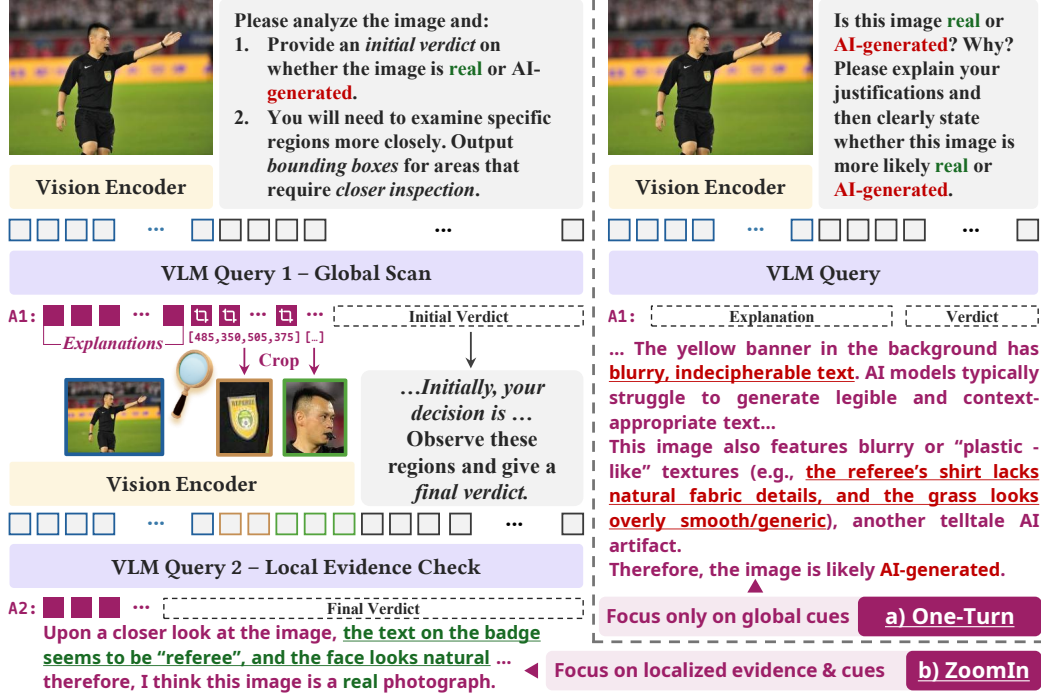 Please analyze the image and:
1. Provide an initial verdict on
whether the image is real or AI-
generated.
2. You will need to examine specific
regions more closely. Output
bounding boxes for areas that
require closer inspection.
Vision Encoder
...
...
VLM Query 1 – Global Scan
A1:
...
...
...
Initial Verdict
Explanations
[485,350,505,375] […]
Crop
…Initially, your
decision is …
Observe these
regions and give a
final verdict.
REFEREE
Vision Encoder
...
...
VLM Query 2 – Local Evidence Check
A2:
...
Final Verdict
Upon a closer look at the image, the text on the badge
seems to be “referee”, and the face looks natural …
therefore, I think this image is a real photograph.
Focus on localized evidence & cues
b) ZoomIn
Is this image real or
AI-generated? Why?
Please explain your
justifications and
then clearly state
whether this image is
more likely real or
AI-generated.
Vision Encoder
...
...
VLM Query
A1:
Explanation
Verdict
... The yellow banner in the background has
blurry, indecipherable text. AI models typically
struggle to generate legible and context-
appropriate text...
This image also features blurry or “plastic -
like” textures (e.g., the referee’s shirt lacks
natural fabric details, and the grass looks
overly smooth/generic), another telltale AI
artifact.
Therefore, the image is likely AI-generated.
Focus only on global cues
a) One-Turn